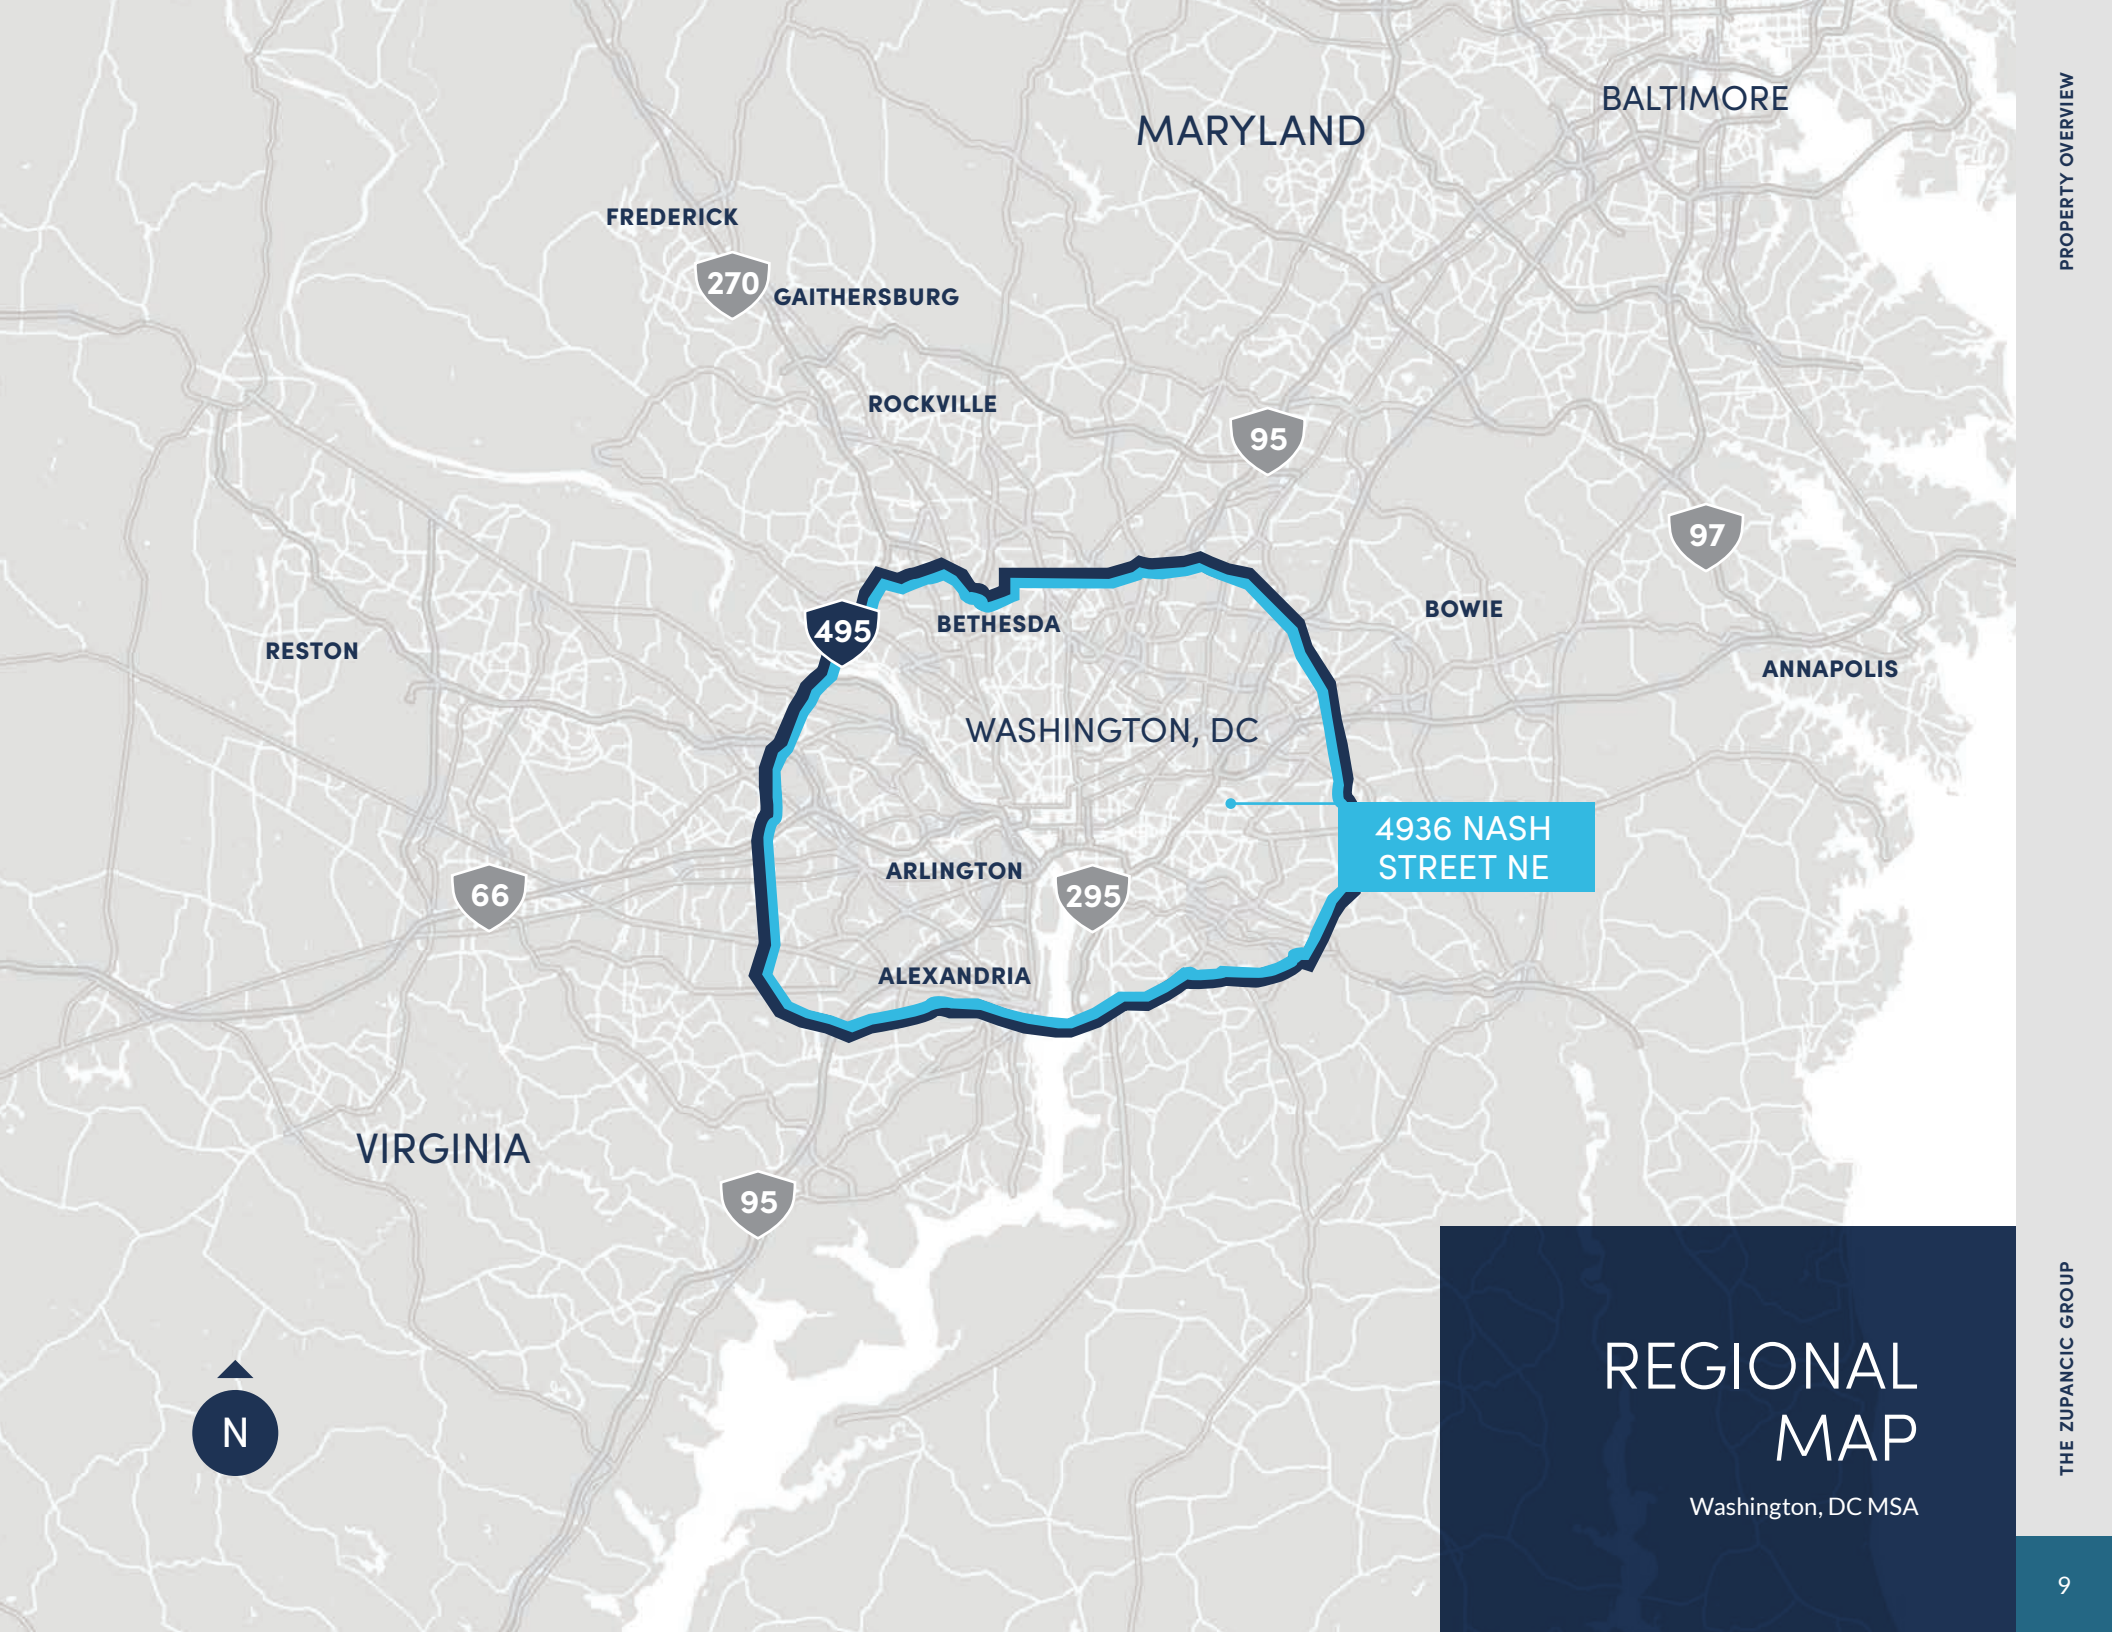 BALTIMORE
MARYLAND
FREDERICK
270
GAITHERSBURG
ROCKVILLE
95
97
495
BETHESDA
BOWIE
RESTON
ANNAPOLIS
WASHINGTON, DC
4936 NASH
STREET NE
ARLINGTON
66
295
ALEXANDRIA
VIRGINIA
95
N
REGIONAL
MAP
Washington, DC MSA
PROPERTY OVERVIEW
THE ZUPANCIC GROUP
9